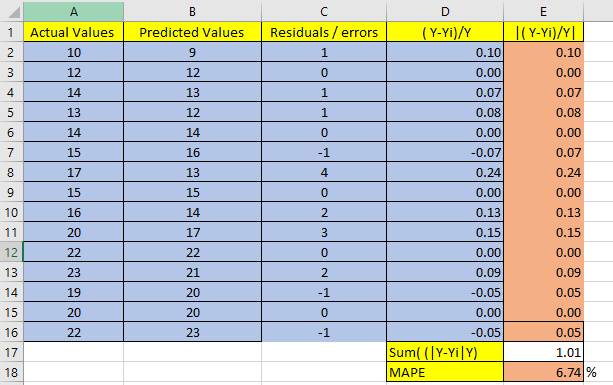 A B C D E
1 Actual Values Predicted Values Residuals / errors ( Y-Yi)/Y |( Y-Yi)/Y|
2 10 9 1 0.10 0.10
3 12 12 0 0.00 0.00
4 14 13 1 0.07 0.07
5 13 12 1 0.08 0.08
6 14 14 0 0.00 0.00
7 15 16 -1 -0.07 0.07
8 17 13 4 0.24 0.24
9 15 15 0 0.00 0.00
10 16 14 2 0.13 0.13
11 20 17 3 0.15 0.15
12 22 22 0 0.00 0.00
13 23 21 2 0.09 0.09
14 19 20 -1 -0.05 0.05
15 20 20 0 0.00 0.00
16 22 23 -1 -0.05 0.05
17 Sum( (|Y-Yi|Y) 1.01
18 MAPE 6.74 %